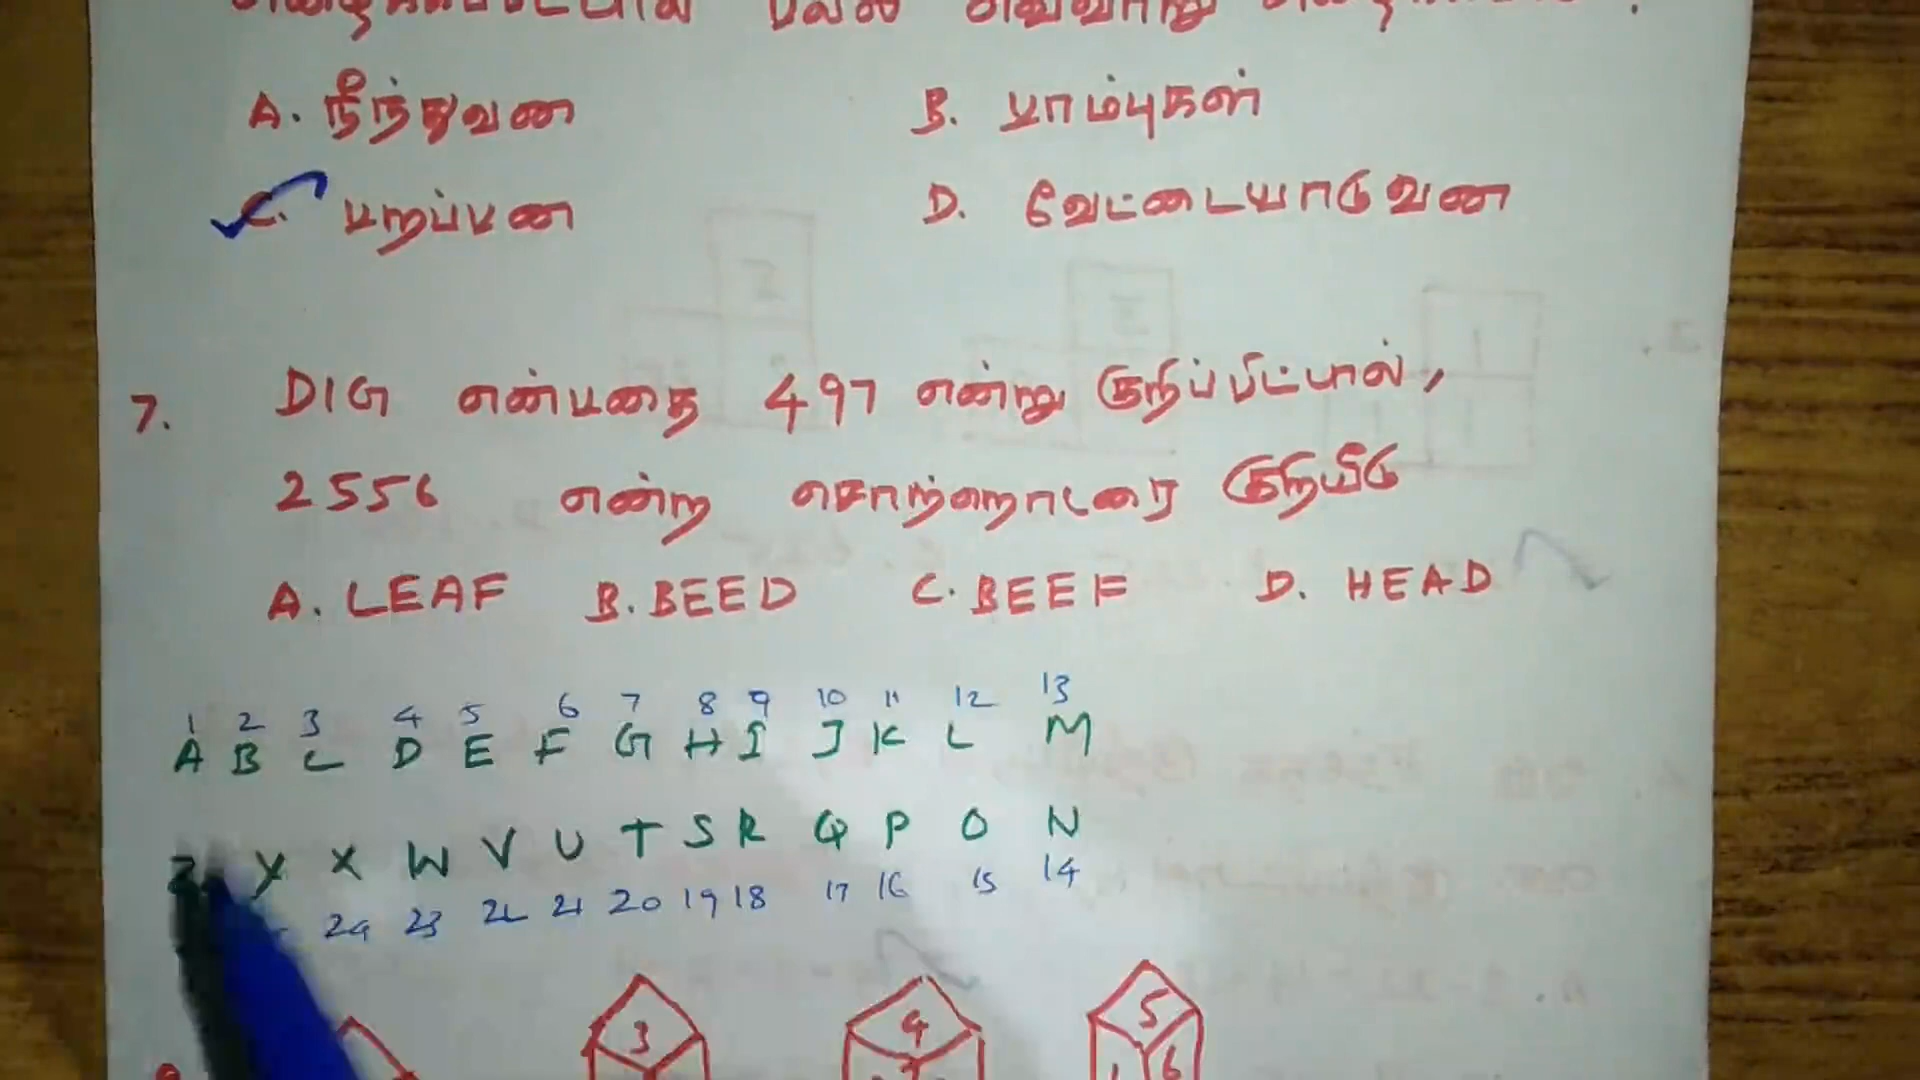 A. நீந்துவன B. பாம்புகள்
C. பறப்பன D. வேட்டையாடுவன
7. DIG என்பதை 497 என்று குறிப்பிட்டால்,
2556 என்ற சொற்றொடரை குறியிடு
A. LEAF B. BEED C. BEEF D. HEAD
1 2 3 4 5 6 7 8 9 10 11 12 13
A B C D E F G H I J K L M
Z Y X W V U T S R Q P O N
24 23 22 21 20 19 18 17 16 15 14
3 4 5
6